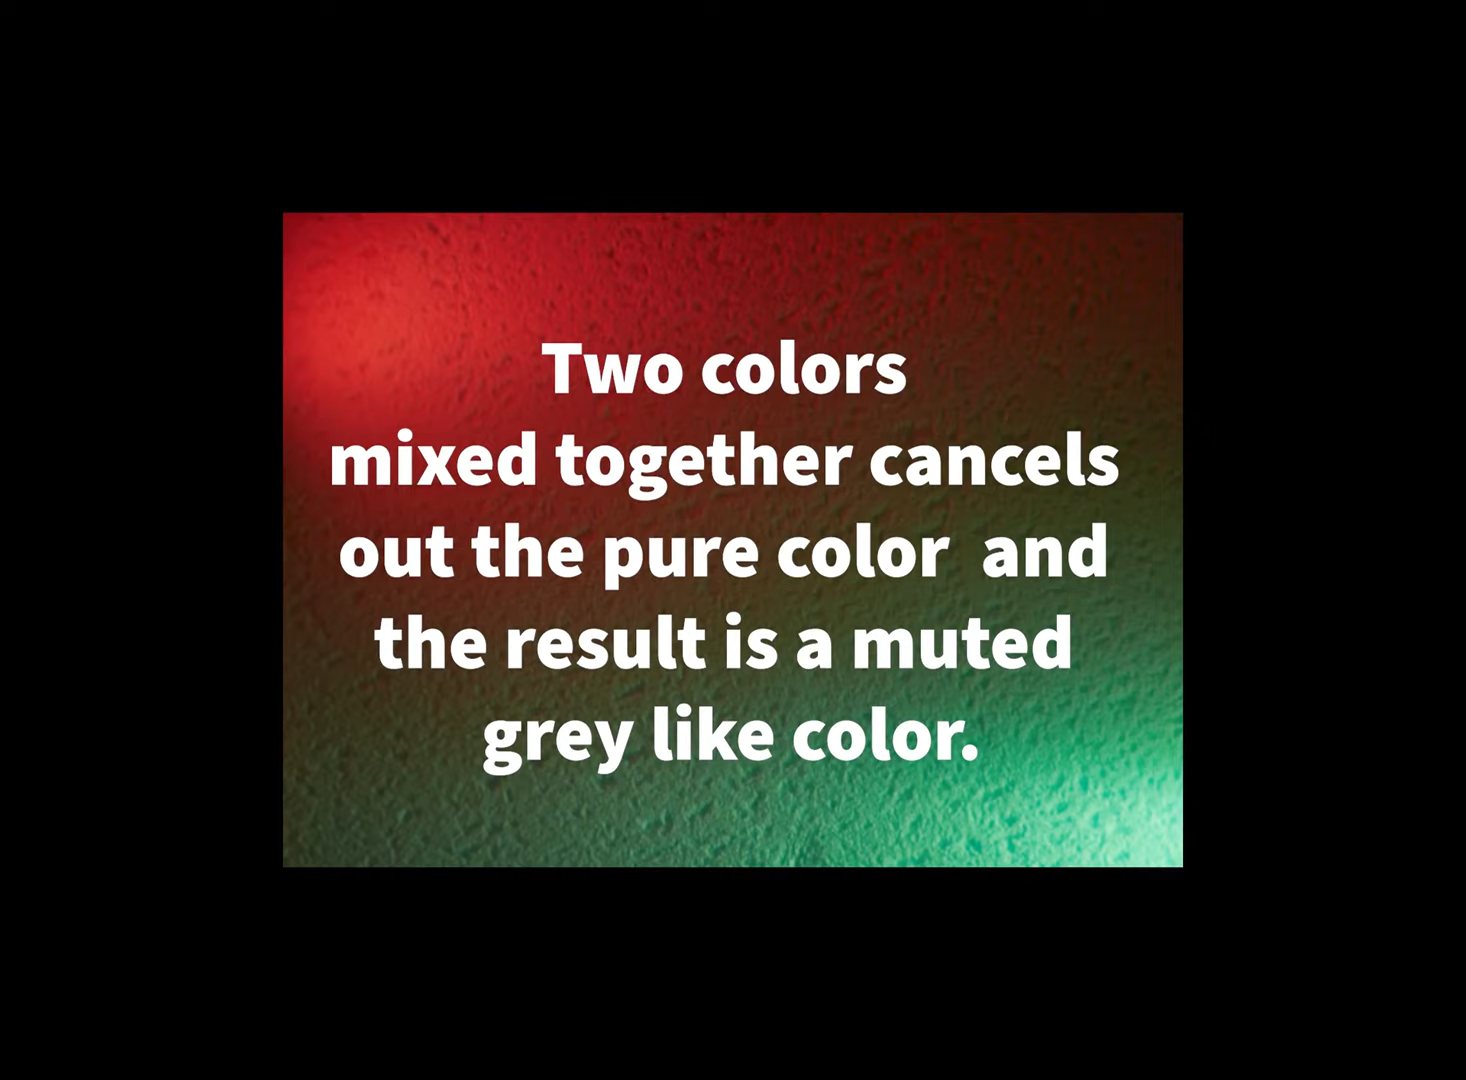 Two colors
mixed together cancels
out the pure color  and
the result is a muted
grey like color.